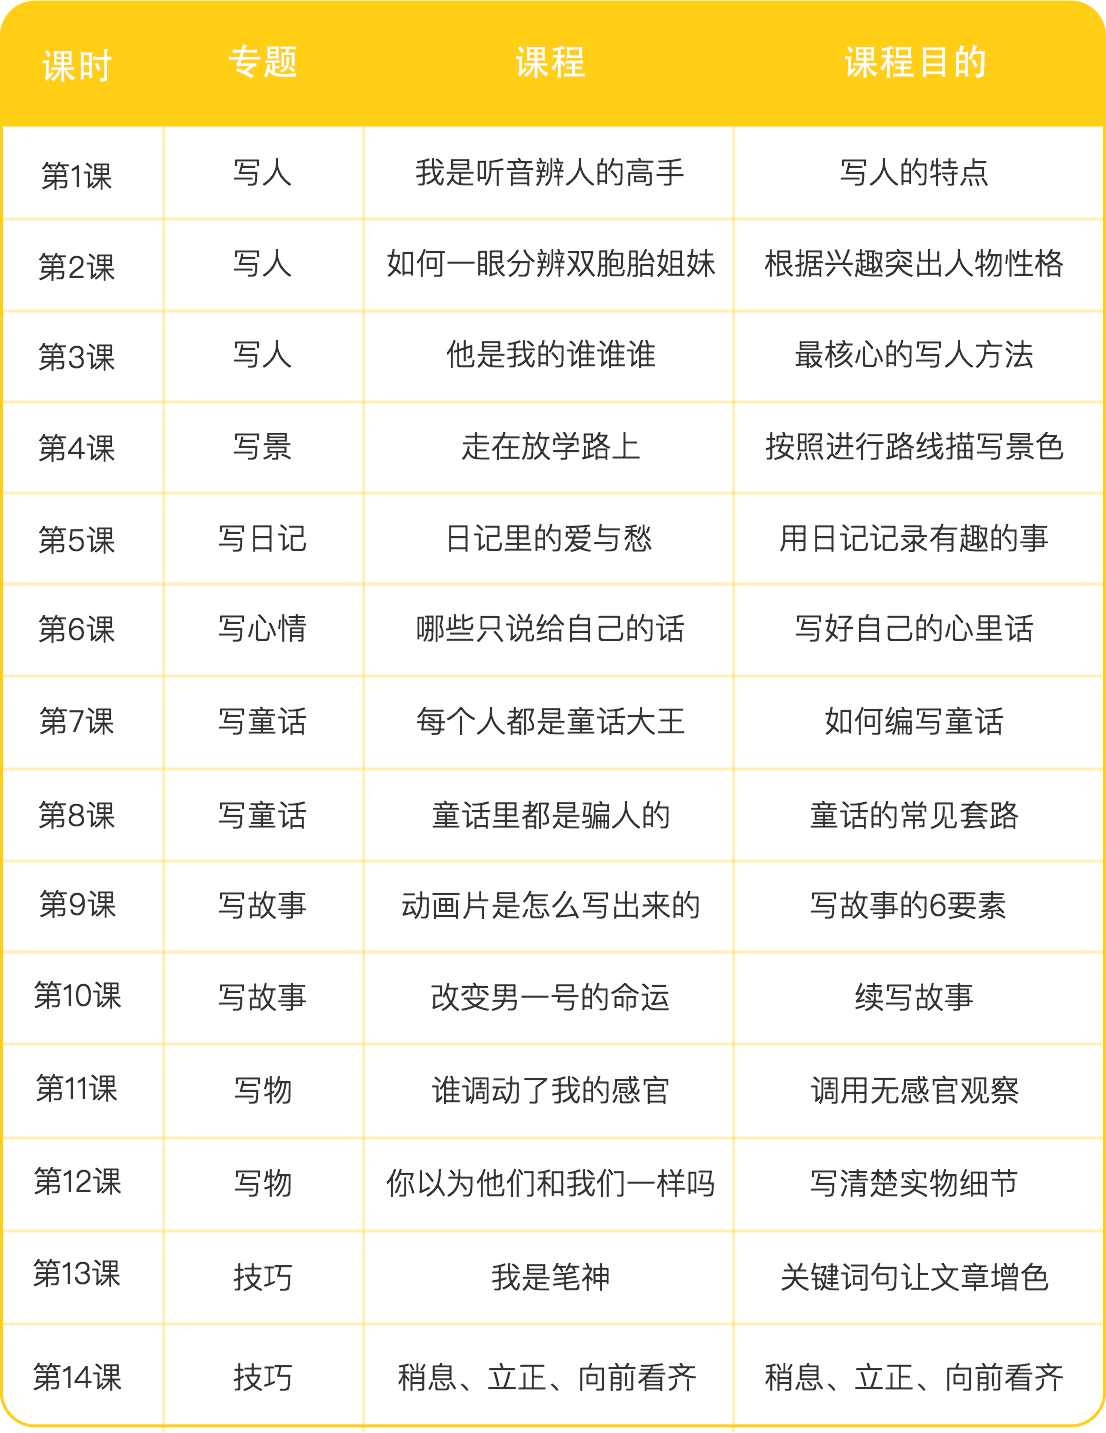 课时 专题 课程 课程目的
第1课 写人 我是听音辨人的高手 写人的特点
第2课 写人 如何一眼分辨双胞胎姐妹 根据兴趣突出人物性格
第3课 写人 他是我的谁谁谁 最核心的写人方法
第4课 写景 走在放学路上 按照进行路线描写景色
第5课 写日记 日记里的爱与愁 用日记记录有趣的事
第6课 写心情 哪些只说给自己的话 写好自己的心里话
第7课 写童话 每个人都是童话大王 如何编写童话
第8课 写童话 童话里都是骗人的 童话的常见套路
第9课 写故事 动画片是怎么写出来的 写故事的6要素
第10课 写故事 改变男一号的命运 续写故事
第11课 写物 谁调动了我的感官 调用无感官观察
第12课 写物 你以为他们和我们一样吗 写清楚实物细节
第13课 技巧 我是笔神 关键词句让文章增色
第14课 技巧 稍息、立正、向前看齐 稍息、立正、向前看齐